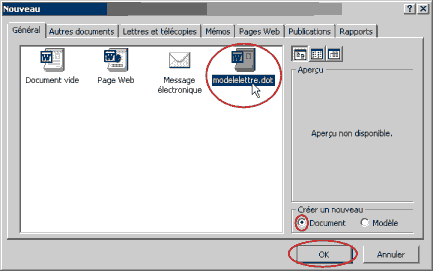 Nouveau
Général Autres documents Lettres et télécopies Mémos Pages Web Publications Rapports
Document vide Page Web Message électronique modelelettre.dot
Aperçu
Aperçu non disponible.
Créer un nouveau
Document Modèle
OK Annuler